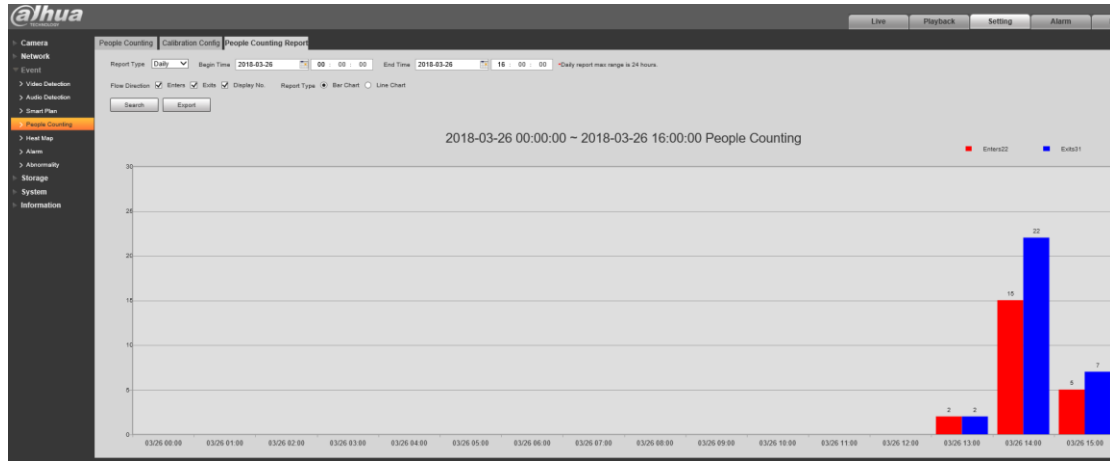 alhua
TECHNOLOGY
Live Playback Setting Alarm
Camera
Network
Event
Video Detection
Audio Detection
Smart Plan
People Counting
Heat Map
Alarm
Abnormality
Storage
System
Information
People Counting Calibration Config People Counting Report
Report Type Daily Begin Time 2018-03-26 00 : 00 : 00 End Time 2018-03-26 16 : 00 : 00 *Daily report max range is 24 hours.
Flow Direction Enters Exits Display No. Report Type Bar Chart Line Chart
Search Export
2018-03-26 00:00:00 ~ 2018-03-26 16:00:00 People Counting
Enters22 Exits31
30
25
22
20
15
15
10
7
5
5
2 2
0
03/26 00:00 03/26 01:00 03/26 02:00 03/26 03:00 03/26 04:00 03/26 05:00 03/26 06:00 03/26 07:00 03/26 08:00 03/26 09:00 03/26 10:00 03/26 11:00 03/26 12:00 03/26 13:00 03/26 14:00 03/26 15:00